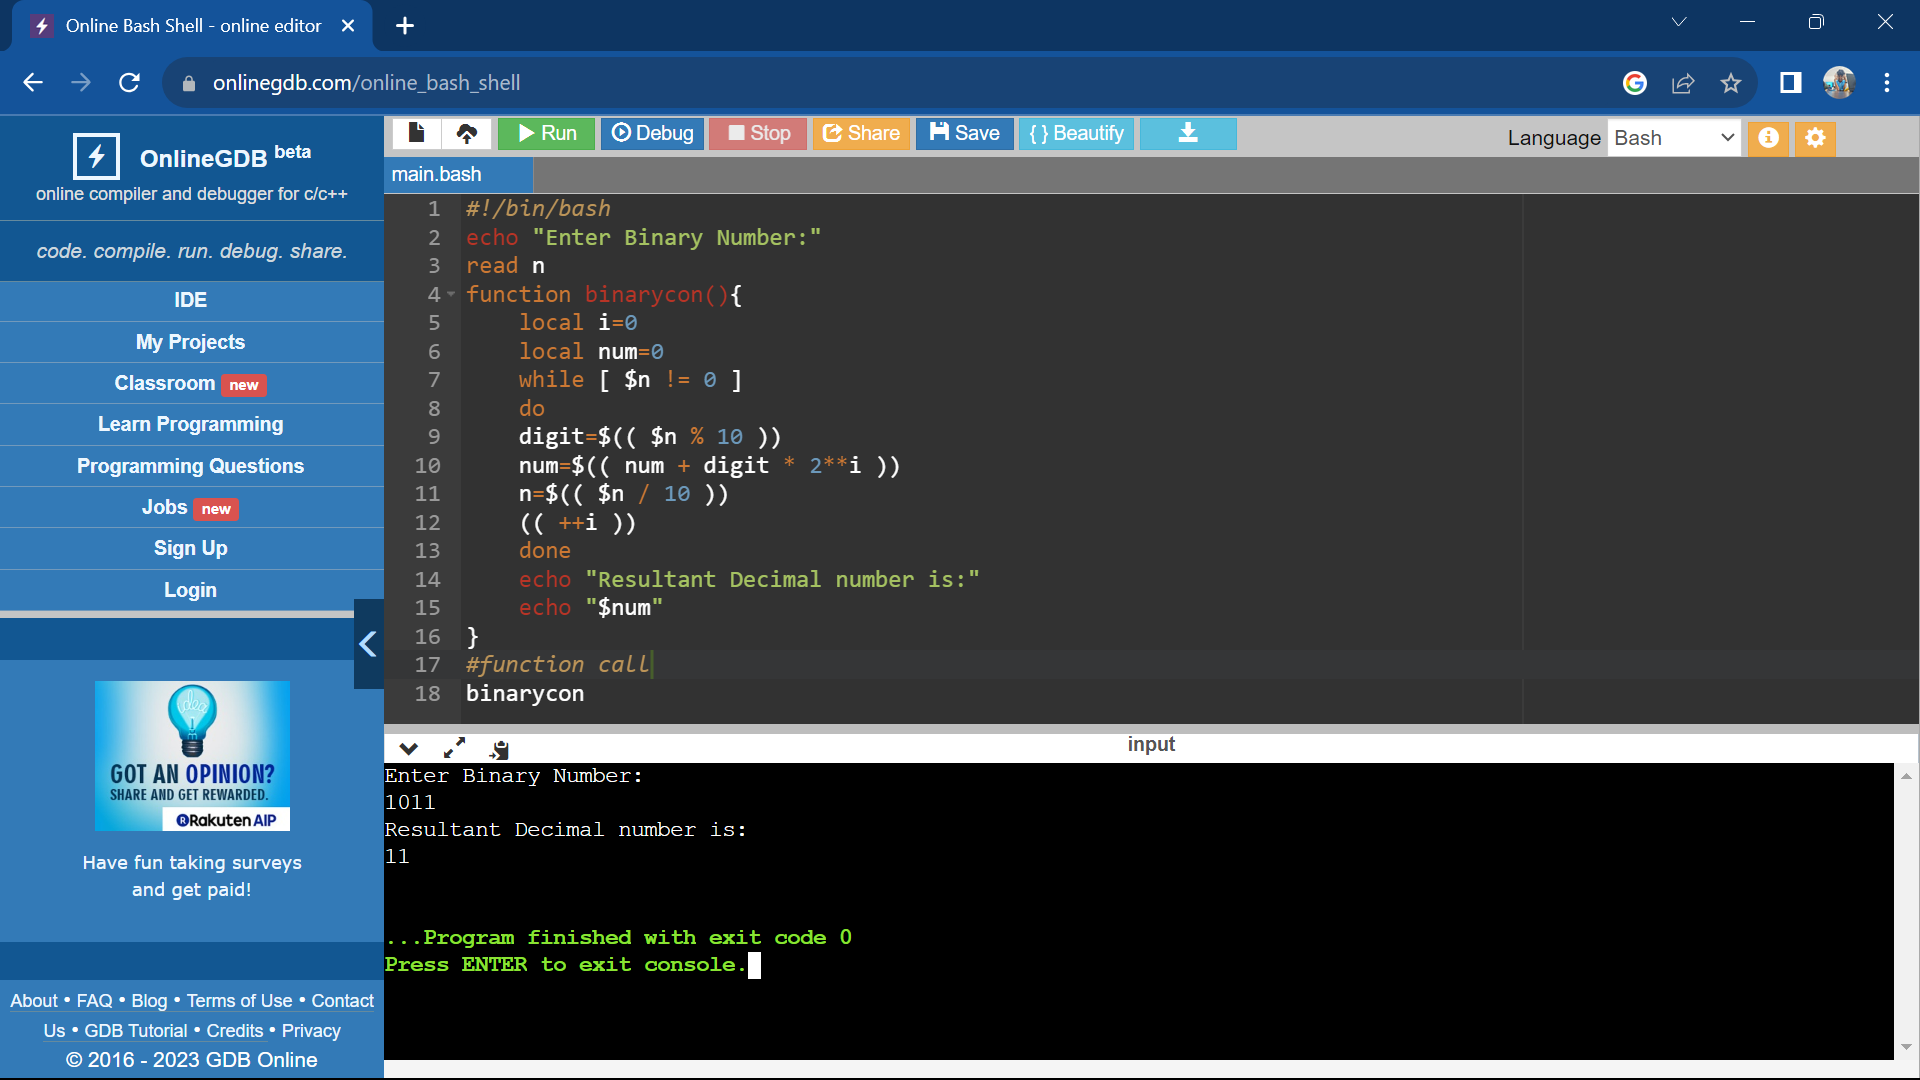 Online Bash Shell - online editor
onlinegdb.com/online_bash_shell
OnlineGDB beta
online compiler and debugger for c/c++
code. compile. run. debug. share.
IDE
My Projects
Classroom new
Learn Programming
Programming Questions
Jobs new
Sign Up
Login
GOT AN OPINION?
SHARE AND GET REWARDED.
Rakuten AIP
Have fun taking surveys
and get paid!
About • FAQ • Blog • Terms of Use • Contact
Us • GDB Tutorial • Credits • Privacy
© 2016 - 2023 GDB Online
Run Debug Stop Share Save { } Beautify
Language Bash
main.bash
1 #!/bin/bash
2 echo "Enter Binary Number:"
3 read n
4 function binarycon(){
5     local i=0
6     local num=0
7     while [ $n != 0 ]
8     do
9     digit=$(( $n % 10 ))
10     num=$(( num + digit * 2**i ))
11     n=$(( $n / 10 ))
12     (( ++i ))
13     done
14     echo "Resultant Decimal number is:"
15     echo "$num"
16 }
17 #function call
18 binarycon
input
Enter Binary Number:
1011
Resultant Decimal number is:
11
...Program finished with exit code 0
Press ENTER to exit console.